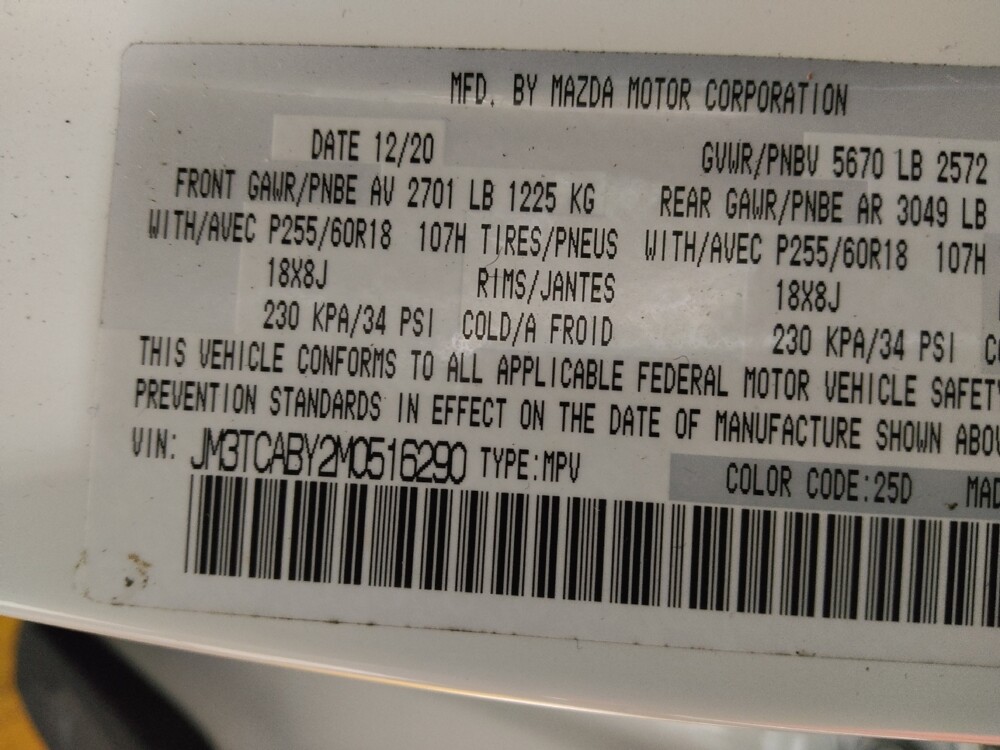 MFD. BY MAZDA MOTOR CORPORATION
DATE 12/20 GVWR/PNBV 5670 LB 2572
FRONT GAWR/PNBE AV 2701 LB 1225 KG REAR GAWR/PNBE AR 3049 LB
WITH/AVEC P255/60R18 107H TIRES/PNEUS WITH/AVEC P255/60R18 107H
18X8J RIMS/JANTES 18X8J
230 KPA/34 PSI COLD/A FROID 230 KPA/34 PSI
THIS VEHICLE CONFORMS TO ALL APPLICABLE FEDERAL MOTOR VEHICLE SAFETY
PREVENTION STANDARDS IN EFFECT ON THE DATE OF MANUFACTURE SHOWN ABO
VIN: JM3TCABY2M0516290 TYPE:MPV COLOR CODE:25D MAD